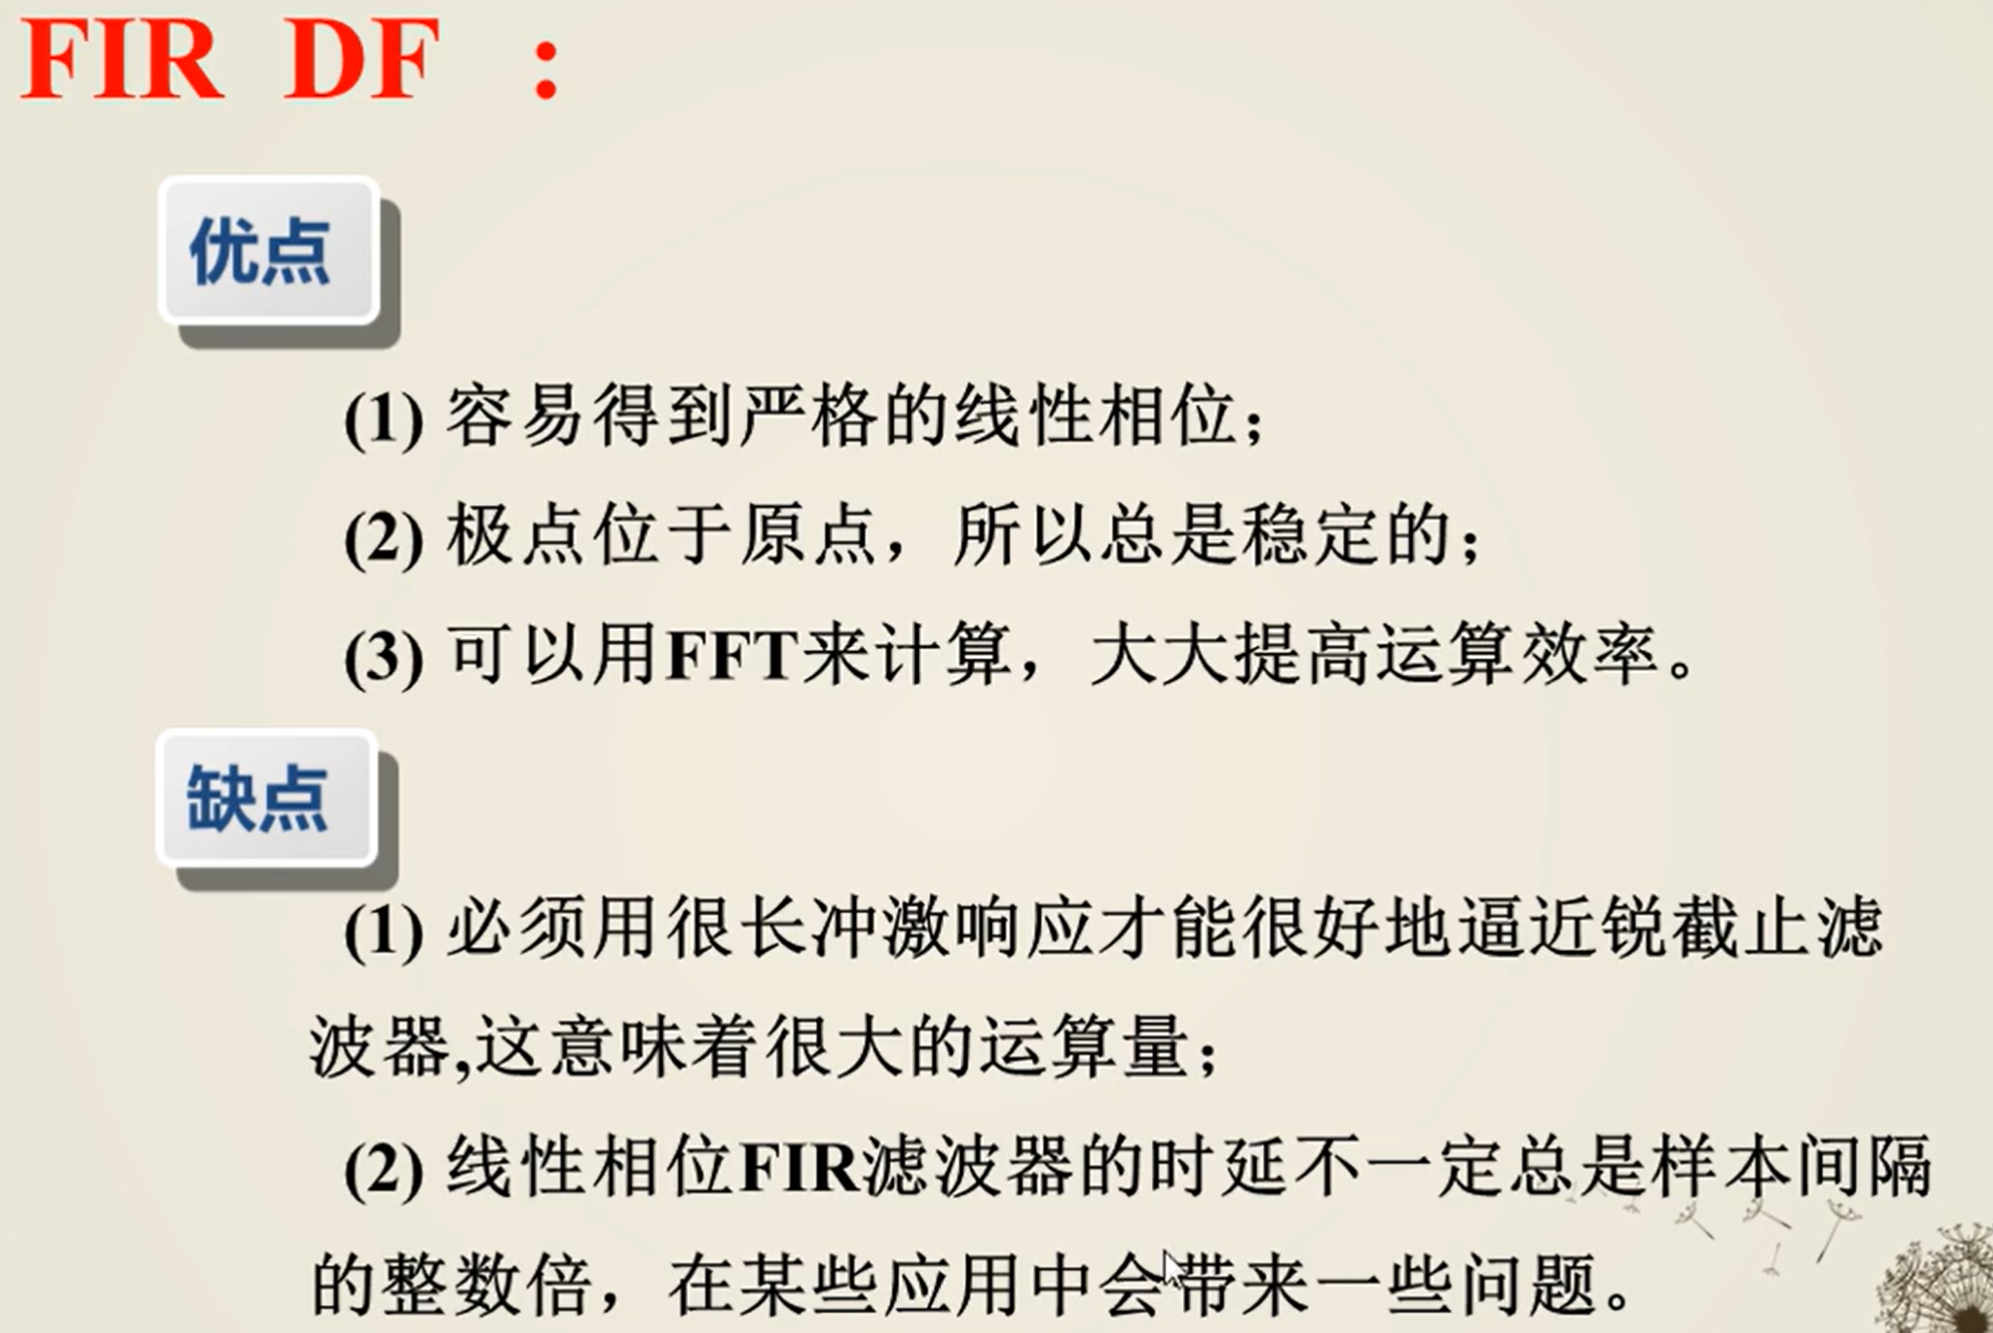 FIR DF ：
优点
(1) 容易得到严格的线性相位；
(2) 极点位于原点，所以总是稳定的；
(3) 可以用FFT来计算，大大提高运算效率。
缺点
(1) 必须用很长冲激响应才能很好地逼近锐截止滤
波器,这意味着很大的运算量；
(2) 线性相位FIR滤波器的时延不一定总是样本间隔
的整数倍，在某些应用中会带来一些问题。